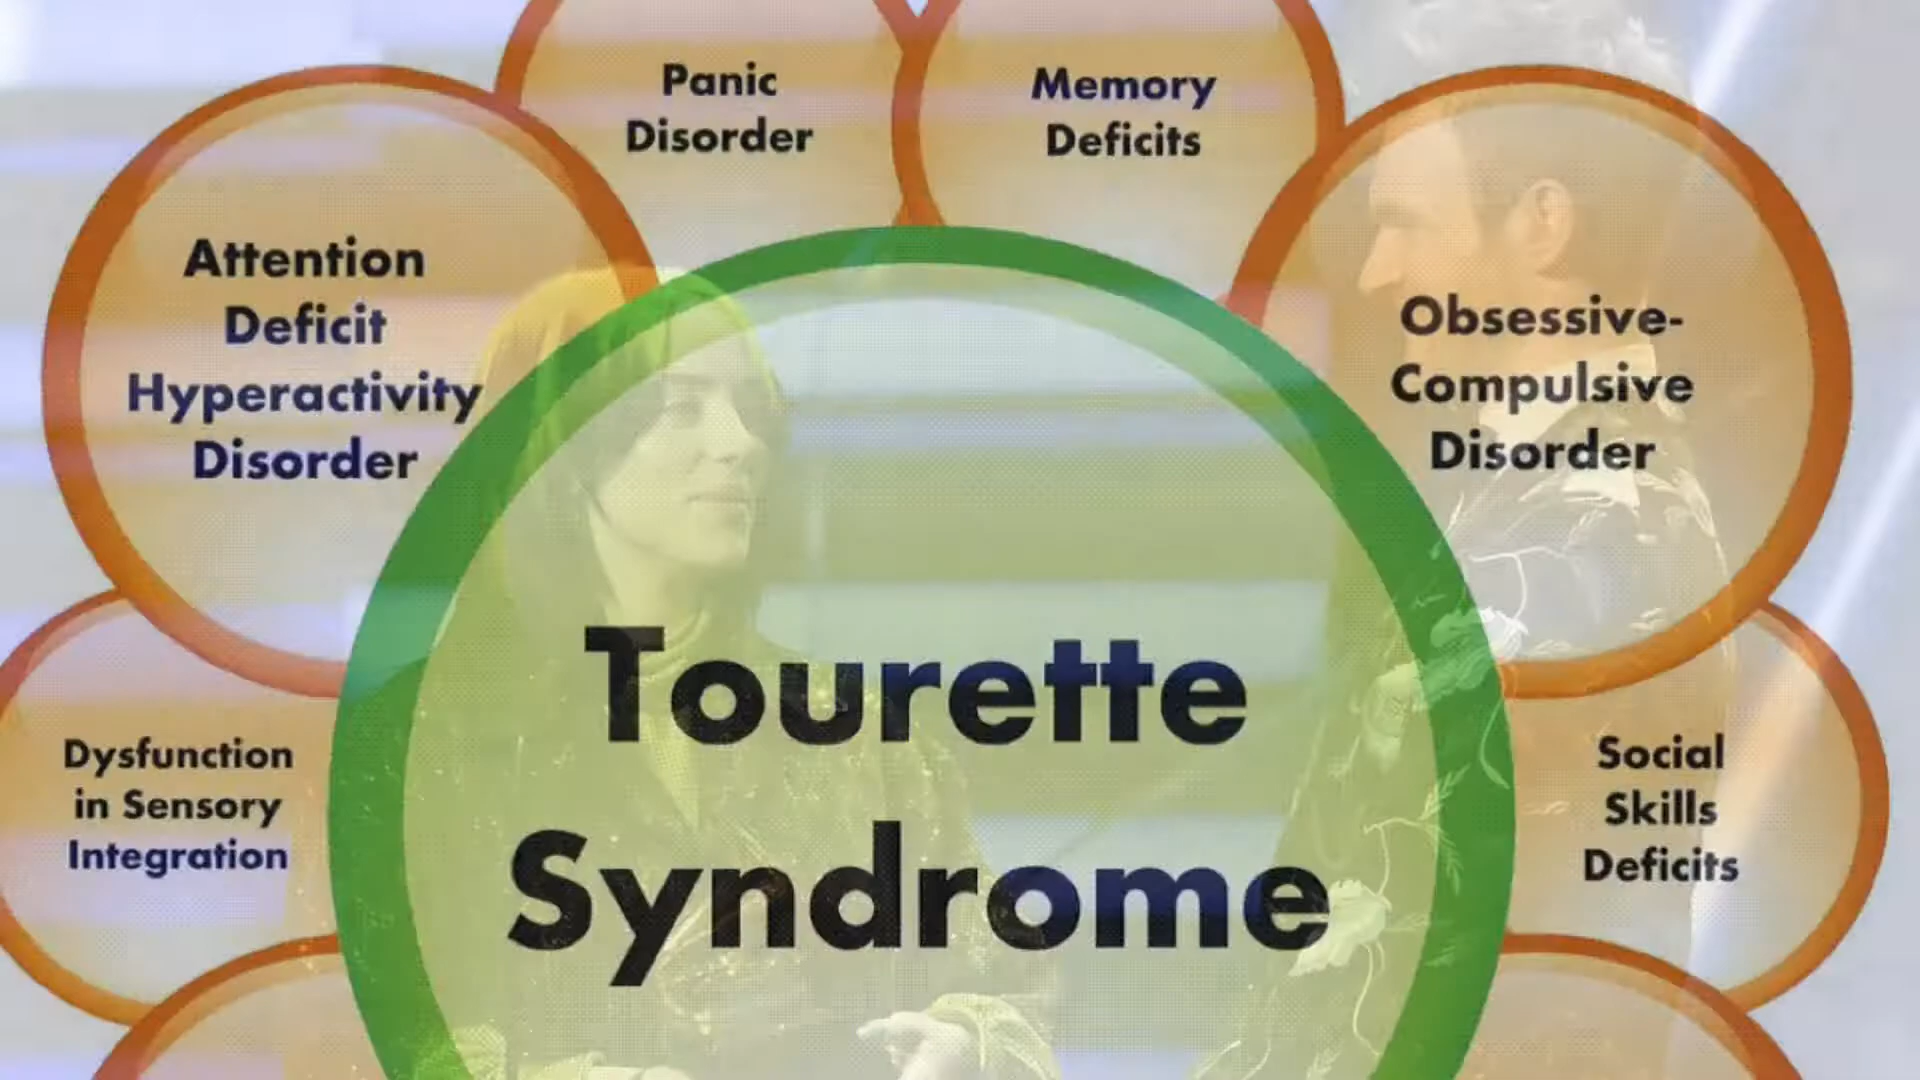 Panic
Disorder
Memory
Deficits
Attention
Deficit
Hyperactivity
Disorder
Obsessive-
Compulsive
Disorder
Tourette
Syndrome
Dysfunction
in Sensory
Integration
Social
Skills
Deficits